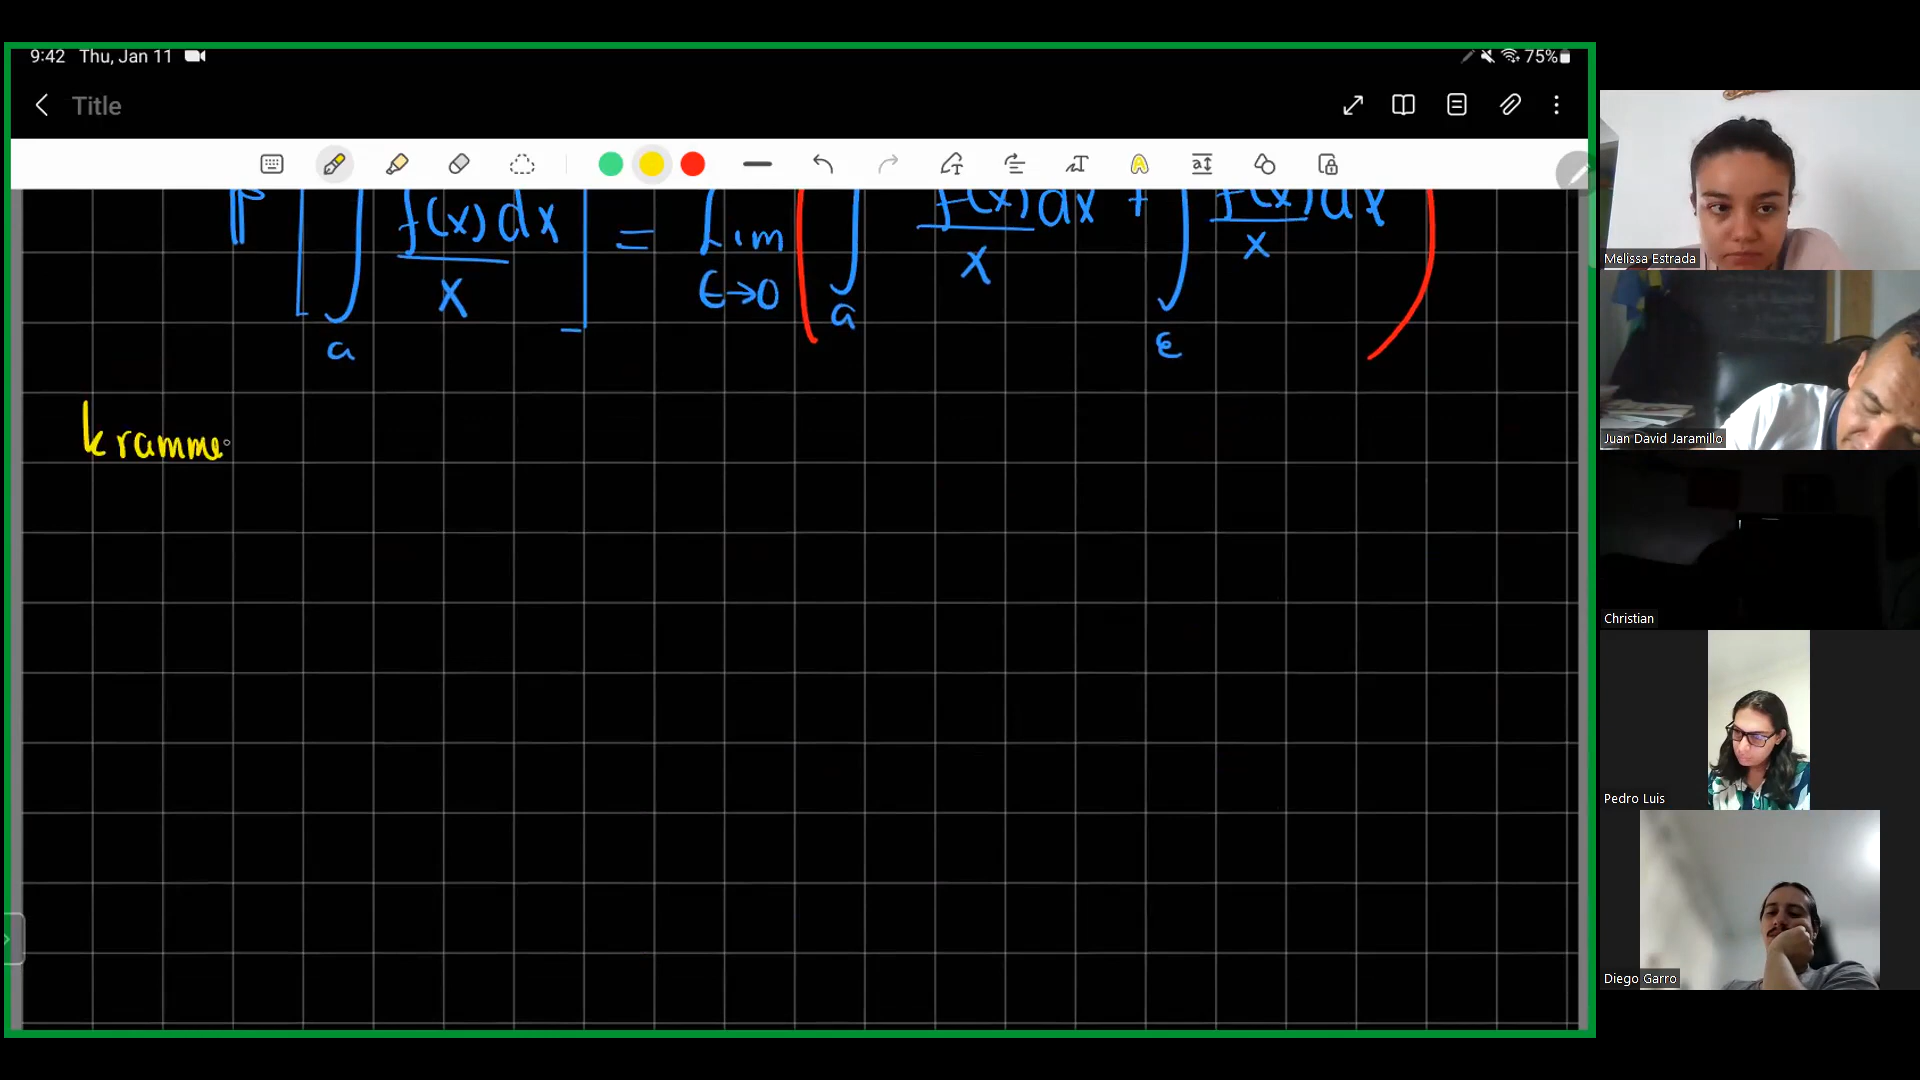 9:42 Thu, Jan 11 75%
Title
P [ ∫ f(x)dx = Lim ( ∫ f(x)dx + ∫ f(x)dx )
x ε→0 x x
a a ε
kramme
Melissa Estrada
Juan David Jaramillo
Christian
Pedro Luis
Diego Garro